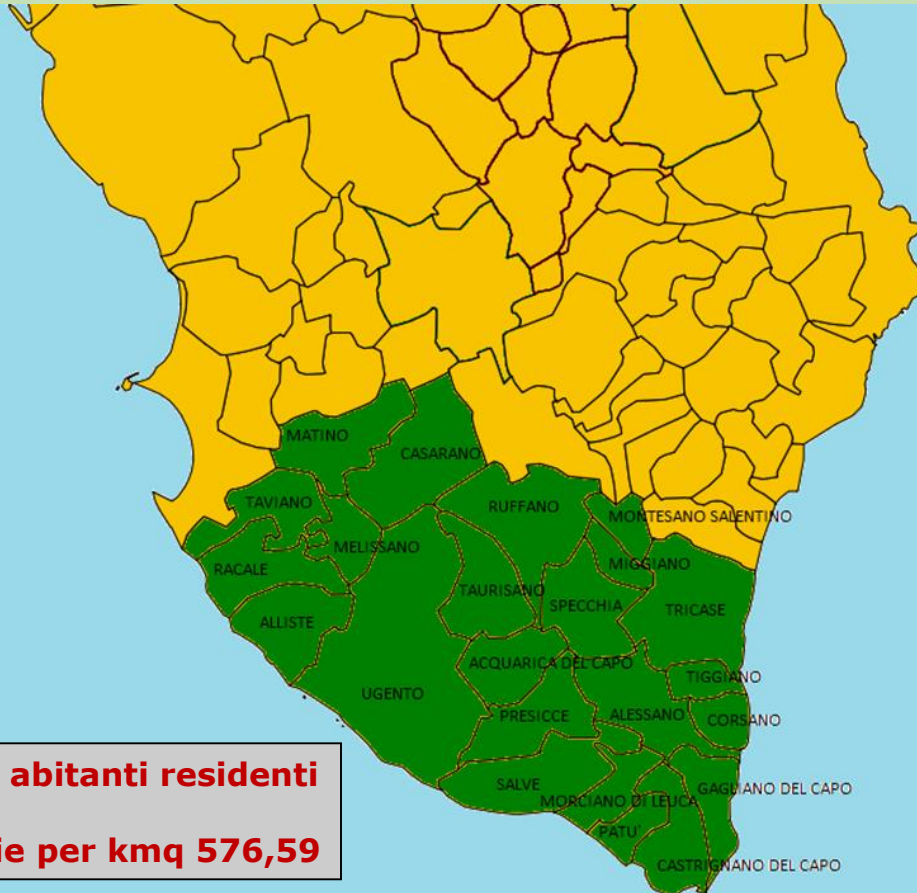 MATINO
CASARANO
TAVIANO
RUFFANO
MONTESANO SALENTINO
MELISSANO
RACALE
MIGGIANO
TAURISANO
SPECCHIA
TRICASE
ALLISTE
ACQUARICA DEL CAPO
TIGGIANO
UGENTO
PRESICCE
ALESSANO
CORSANO
SALVE
MORCIANO DI LEUCA
GAGLIANO DEL CAPO
PATU'
CASTRIGNANO DEL CAPO
abitanti residenti
ie per kmq 576,59